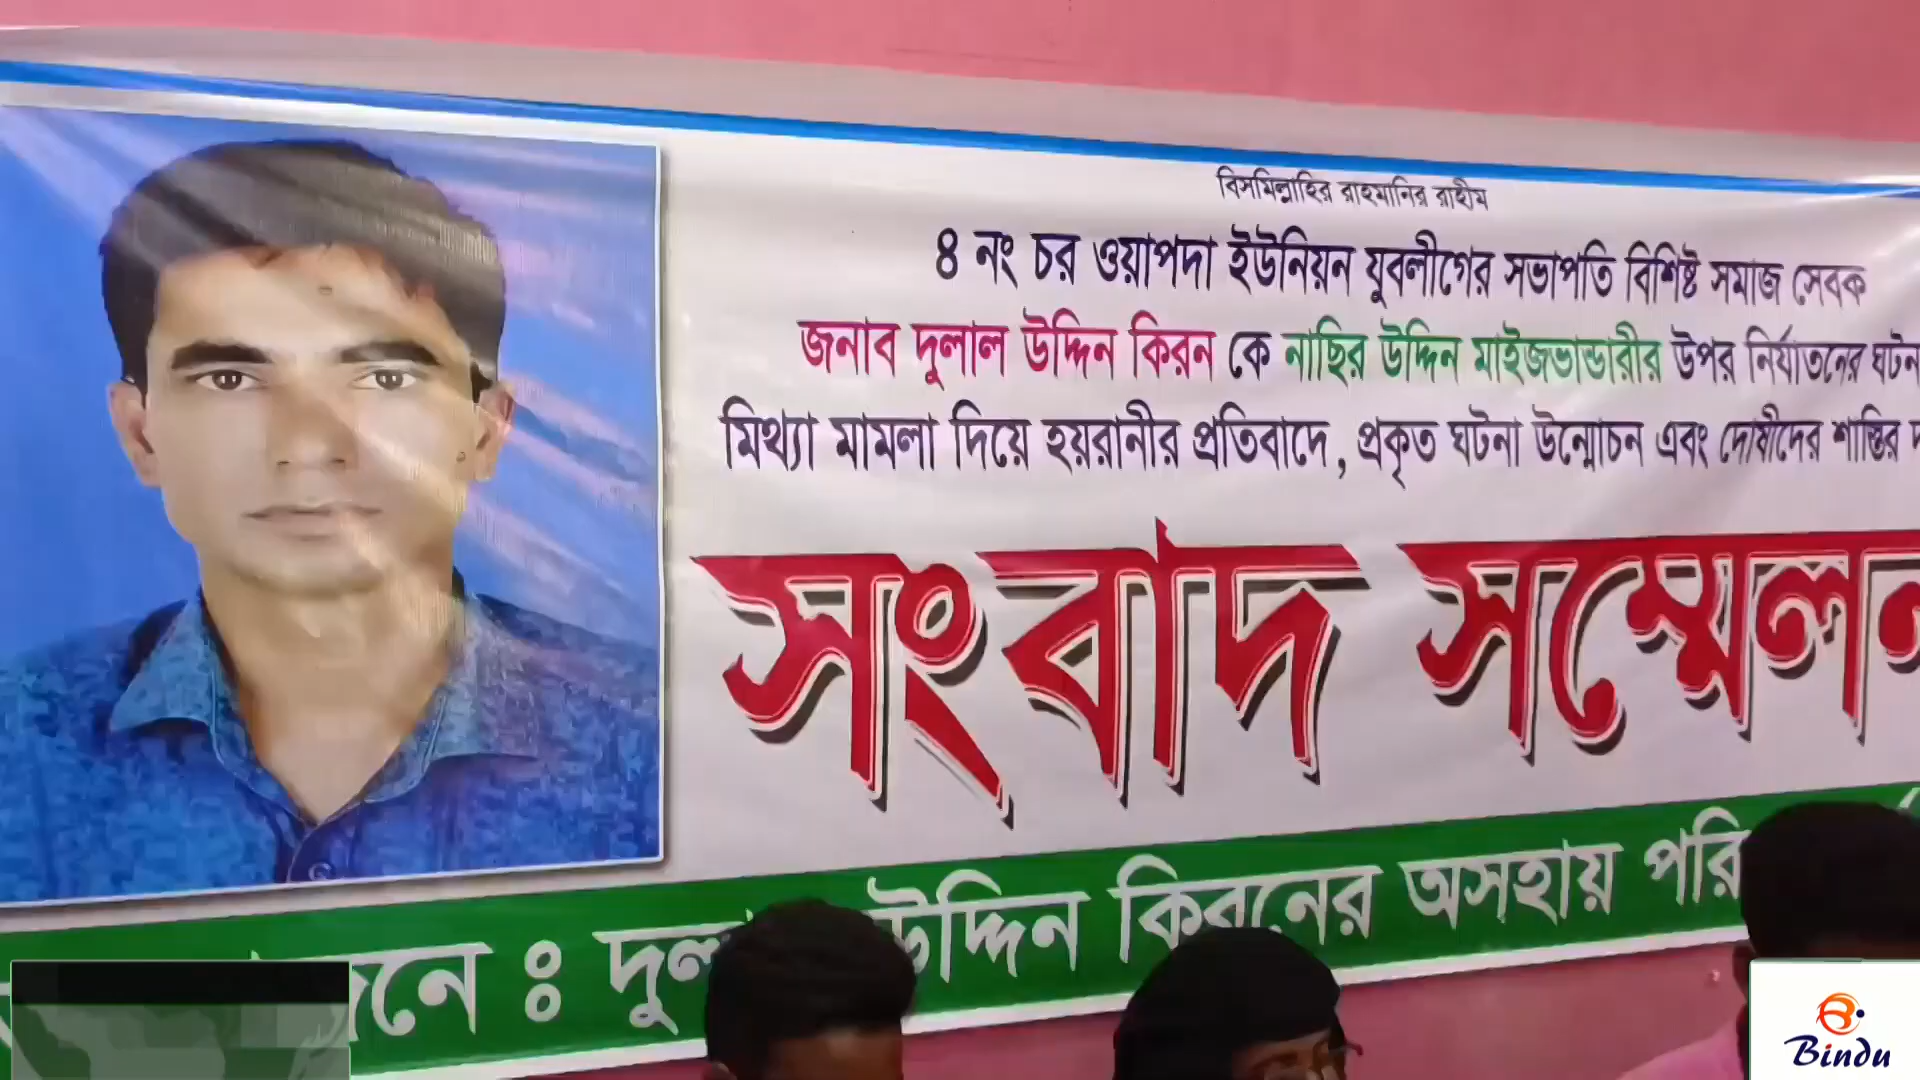 বিসমিল্লাহির রাহমানির রাহীম
৪ নং চর ওয়াপদা ইউনিয়ন যুবলীগের সভাপতি বিশিষ্ট সমাজ সেবক
জনাব দুলাল উদ্দিন কিরন কে নাছির উদ্দিন মাইজভান্ডারীর উপর নির্যাতনের
মিথ্যা মামলা দিয়ে হয়রানীর প্রতিবাদে, প্রকৃত ঘটনা উন্মোচন এবং দোষীদের শাস্তির
সংবাদ সম্মেলন
উদ্দিন কিরনের অসহায়
Bindu